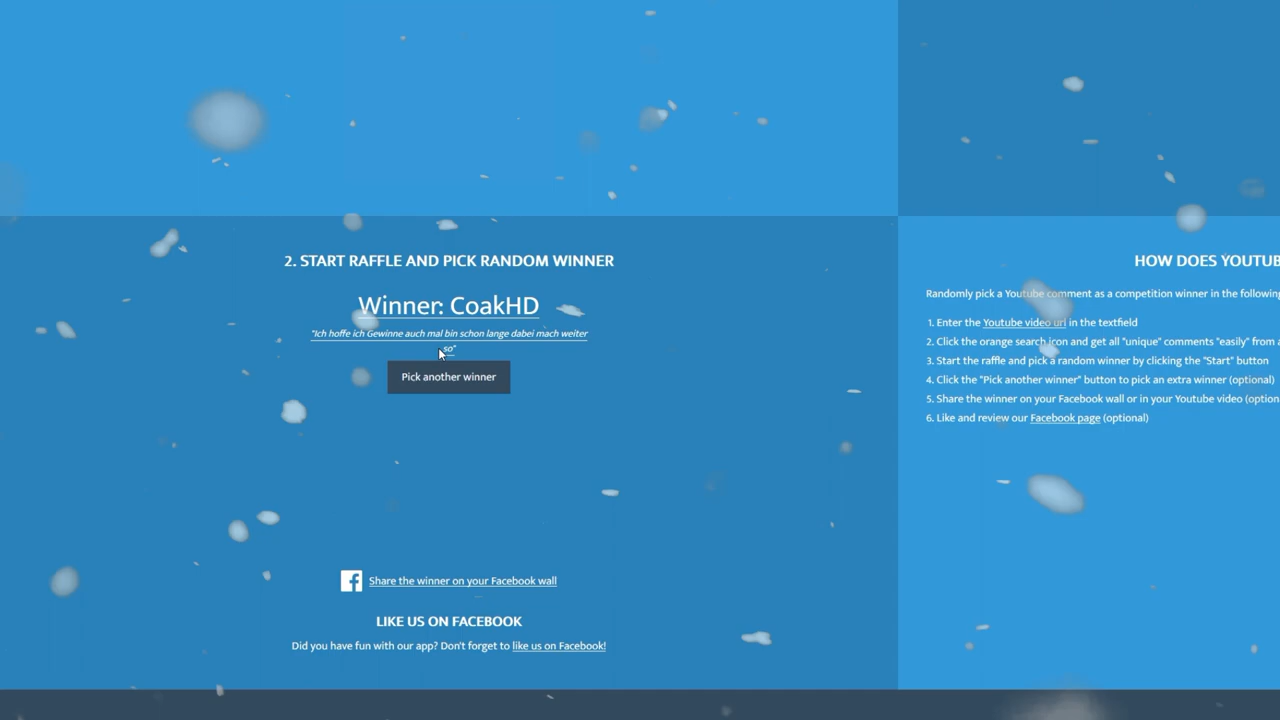 2. START RAFFLE AND PICK RANDOM WINNER
Winner: CoakHD
"Ich hoffe ich Gewinne auch mal bin schon lange dabei mach weiter
so"
Pick another winner
Share the winner on your Facebook wall
LIKE US ON FACEBOOK
Did you have fun with our app? Don't forget to like us on Facebook!
HOW DOES YOUTUB
Randomly pick a Youtube comment as a competition winner in the following
1. Enter the Youtube video url in the textfield
2. Click the orange search icon and get all "unique" comments "easily" from a
3. Start the raffle and pick a random winner by clicking the "Start" button
4. Click the "Pick another winner" button to pick an extra winner (optional)
5. Share the winner on your Facebook wall or in your Youtube video (option
6. Like and review our Facebook page (optional)